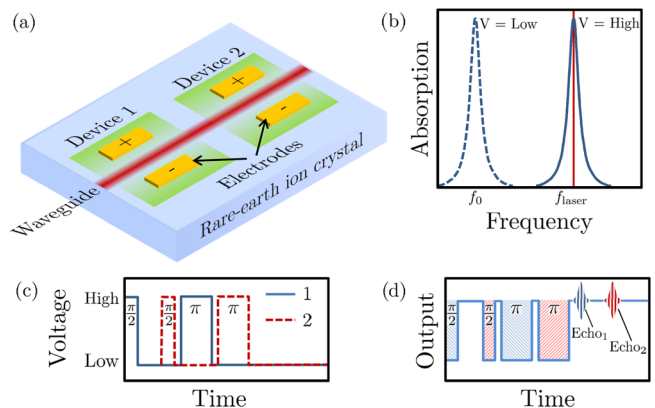 (a)
Device 2
+
-
Device 1
+
-
Electrodes
Waveguide
Rare-earth ion crystal
(b)
V = Low
V = High
Absorption
f₀
f_laser
Frequency
(c)
Voltage
High
Low
π/2
π/2
π
π
1
2
Time
(d)
Output
π/2
π/2
π
π
Echo₁
Echo₂
Time